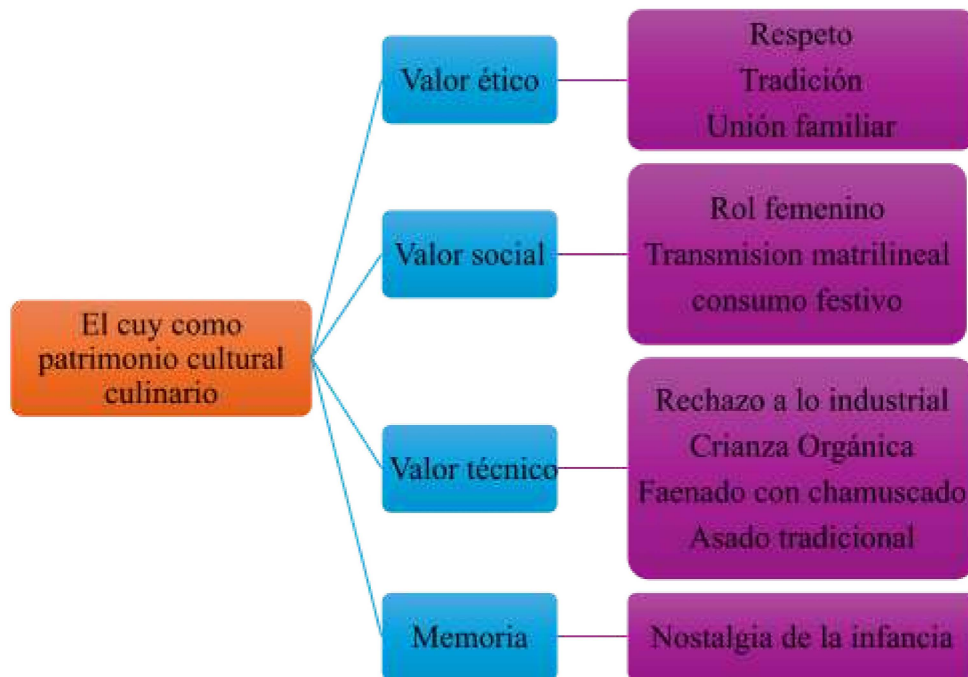 El cuy como
patrimonio cultural
culinario
Valor ético
Respeto
Tradición
Unión familiar
Valor social
Rol femenino
Transmision matrilineal
consumo festivo
Valor técnico
Rechazo a lo industrial
Crianza Orgánica
Faenado con chamuscado
Asado tradicional
Memoria
Nostalgia de la infancia